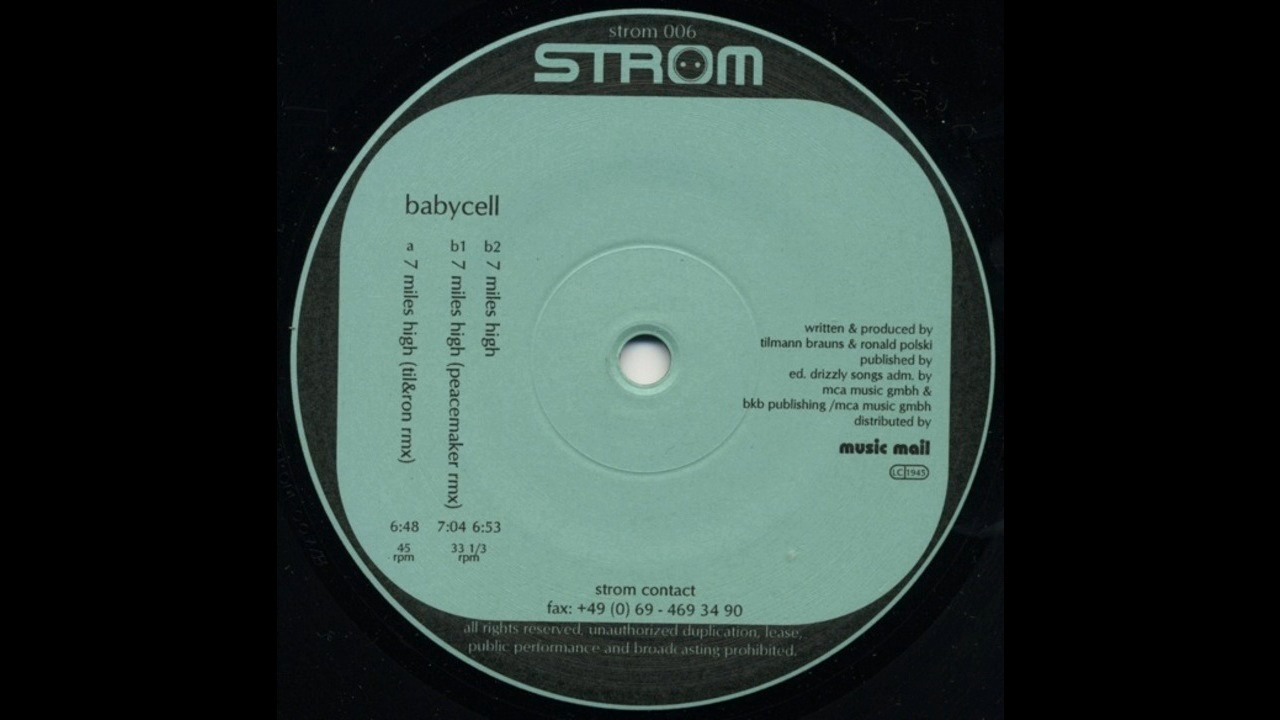 strom 006
STROM
babycell
a
7 miles high (til&ron rmx)
6:48
45
rpm
b1
7 miles high (peacemaker rmx)
7:04
b2
7 miles high
6:53
33 1/3
rpm
written & produced by
tilmann brauns & ronald polski
published by
ed. drizzly songs adm. by
mca music gmbh &
bkb publishing /mca music gmbh
distributed by
music mail
LC 1945
strom contact
fax: +49 (0) 69 - 469 34 90
all rights reserved, unauthorized duplication, lease,
public performance and broadcasting prohibited.